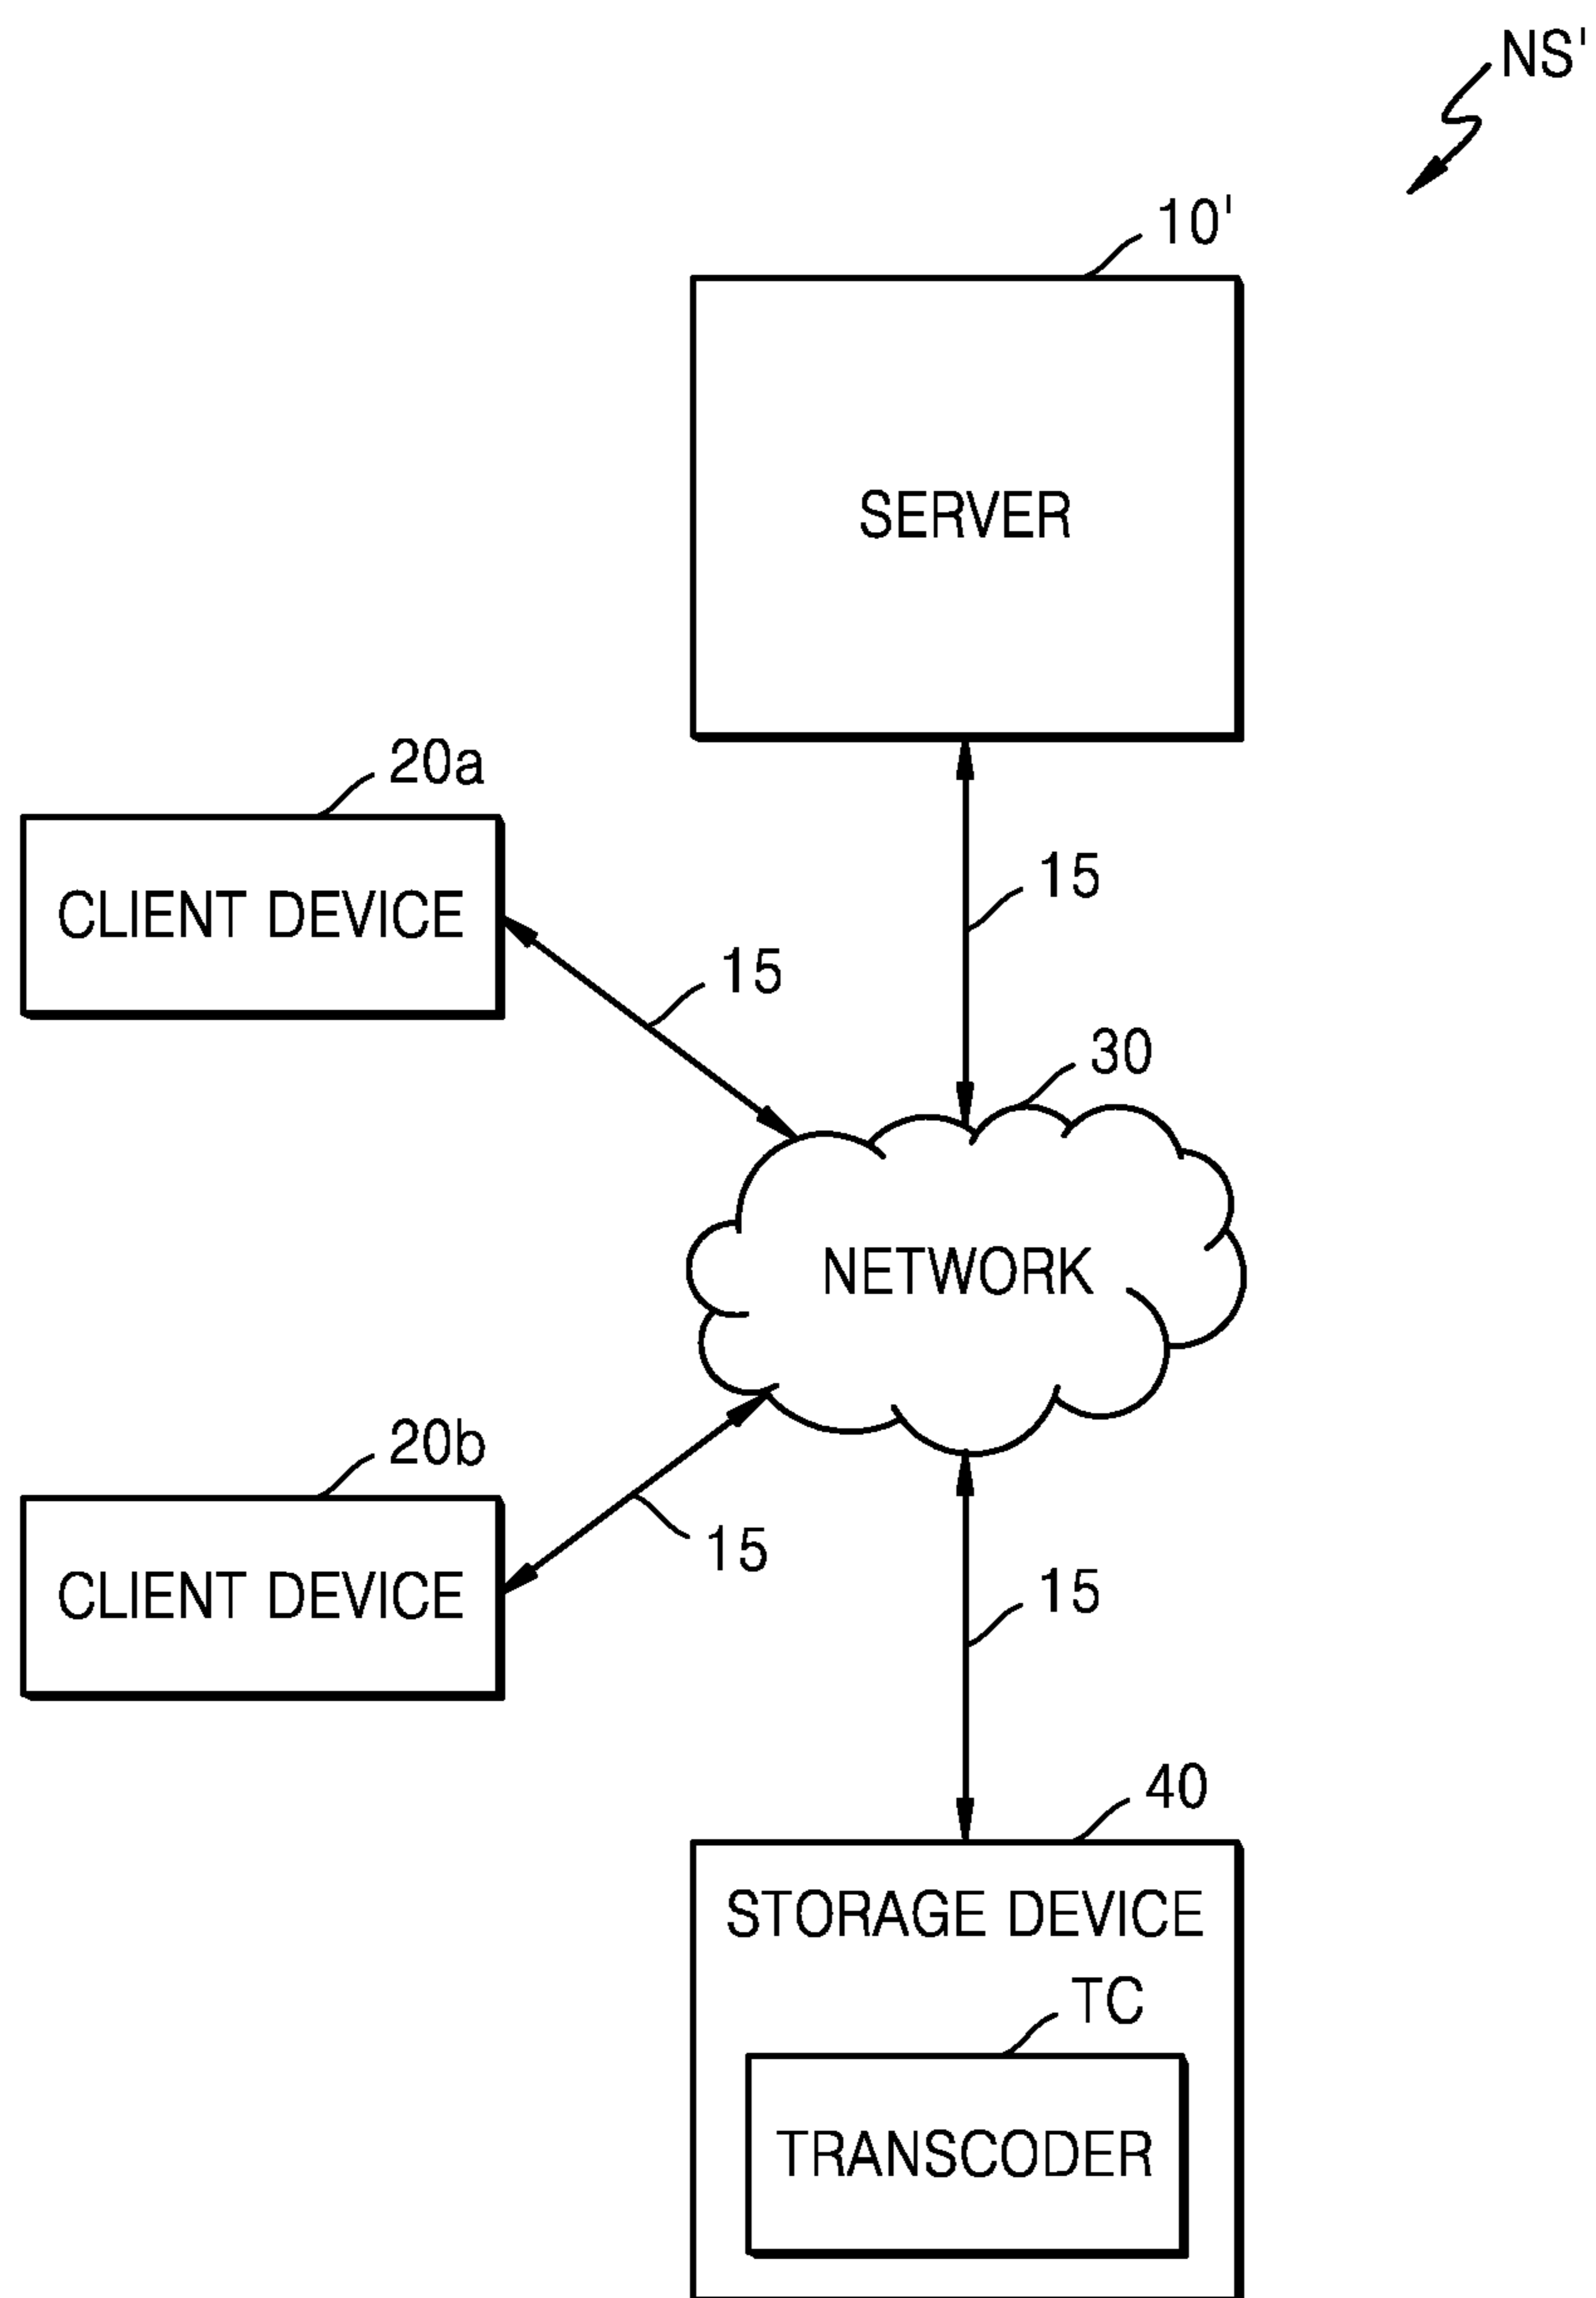 NS'
10'
SERVER
20a
CLIENT DEVICE
15
15
30
NETWORK
20b
CLIENT DEVICE
15
15
40
STORAGE DEVICE
TC
TRANSCODER